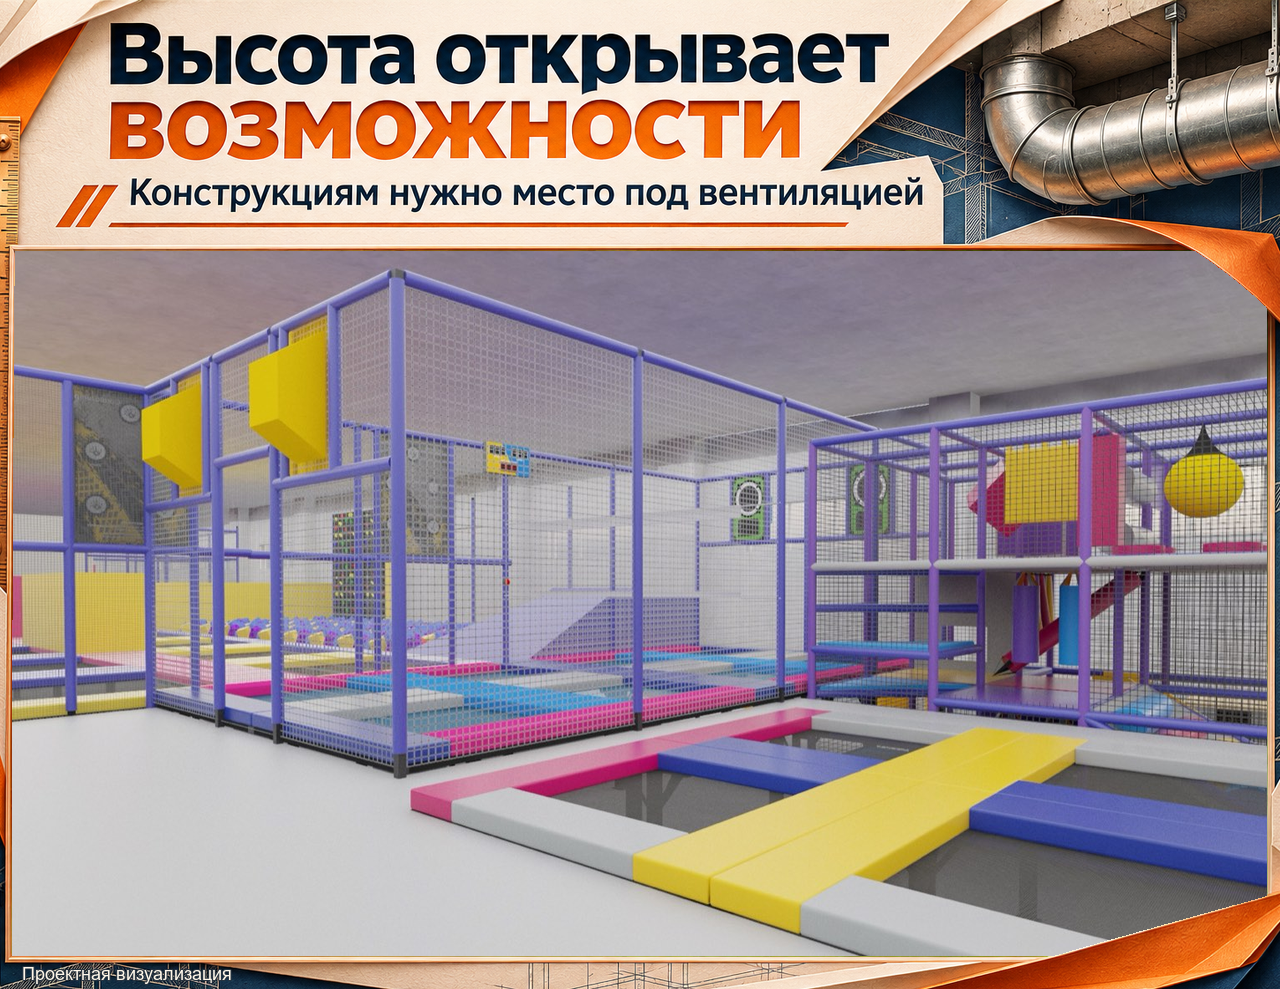 Высота открывает
возможности
Конструкциям нужно место под вентиляцией
Проектная визуализация